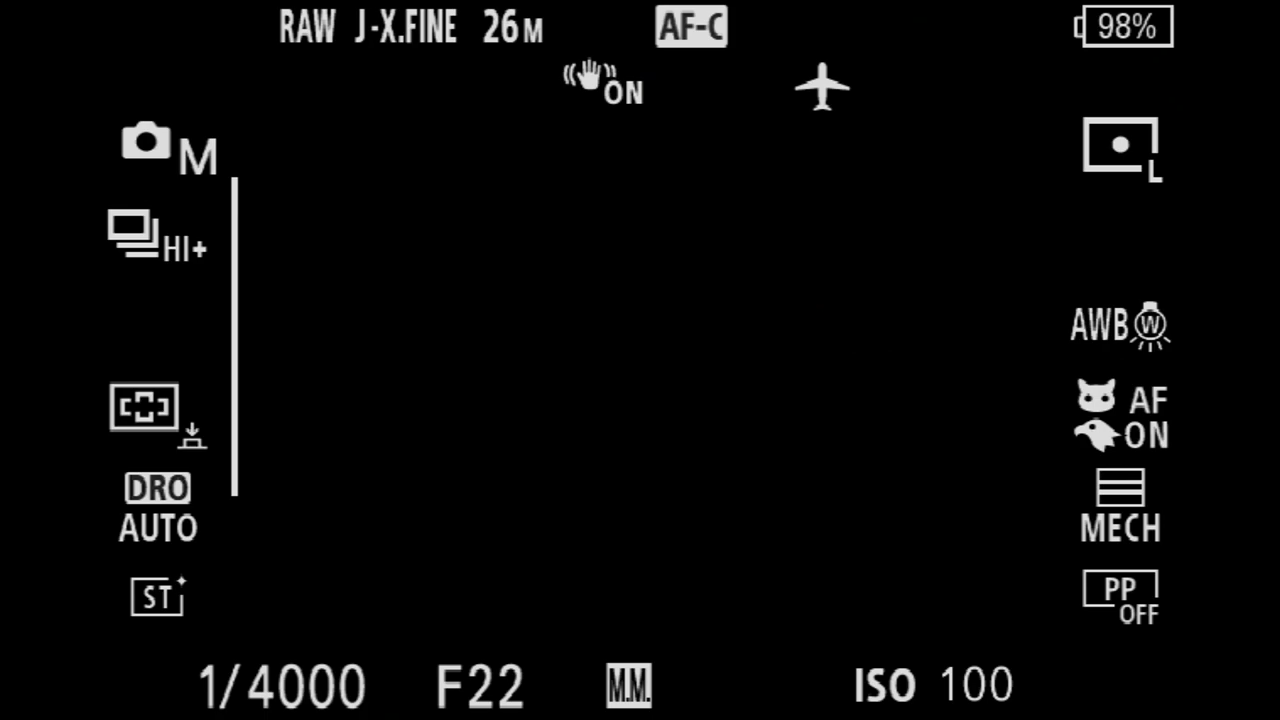 RAW J-X.FINE 26M AF-C 98%
ON
M
L
HI+
AWB W
AF
ON
DRO
AUTO
MECH
ST
PP
OFF
1/4000 F22 M.M. ISO 100